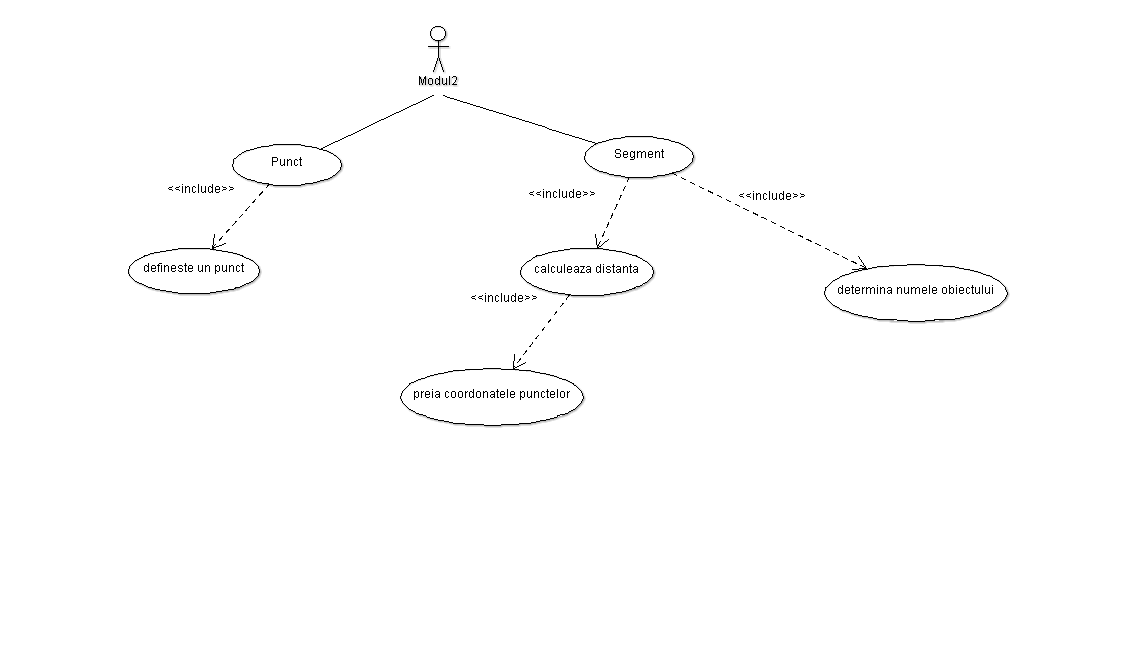 Modul2
Punct
Segment
<<include>>
<<include>>
<<include>>
defineste un punct
calculeaza distanta
determina numele obiectului
<<include>>
preia coordonatele punctelor